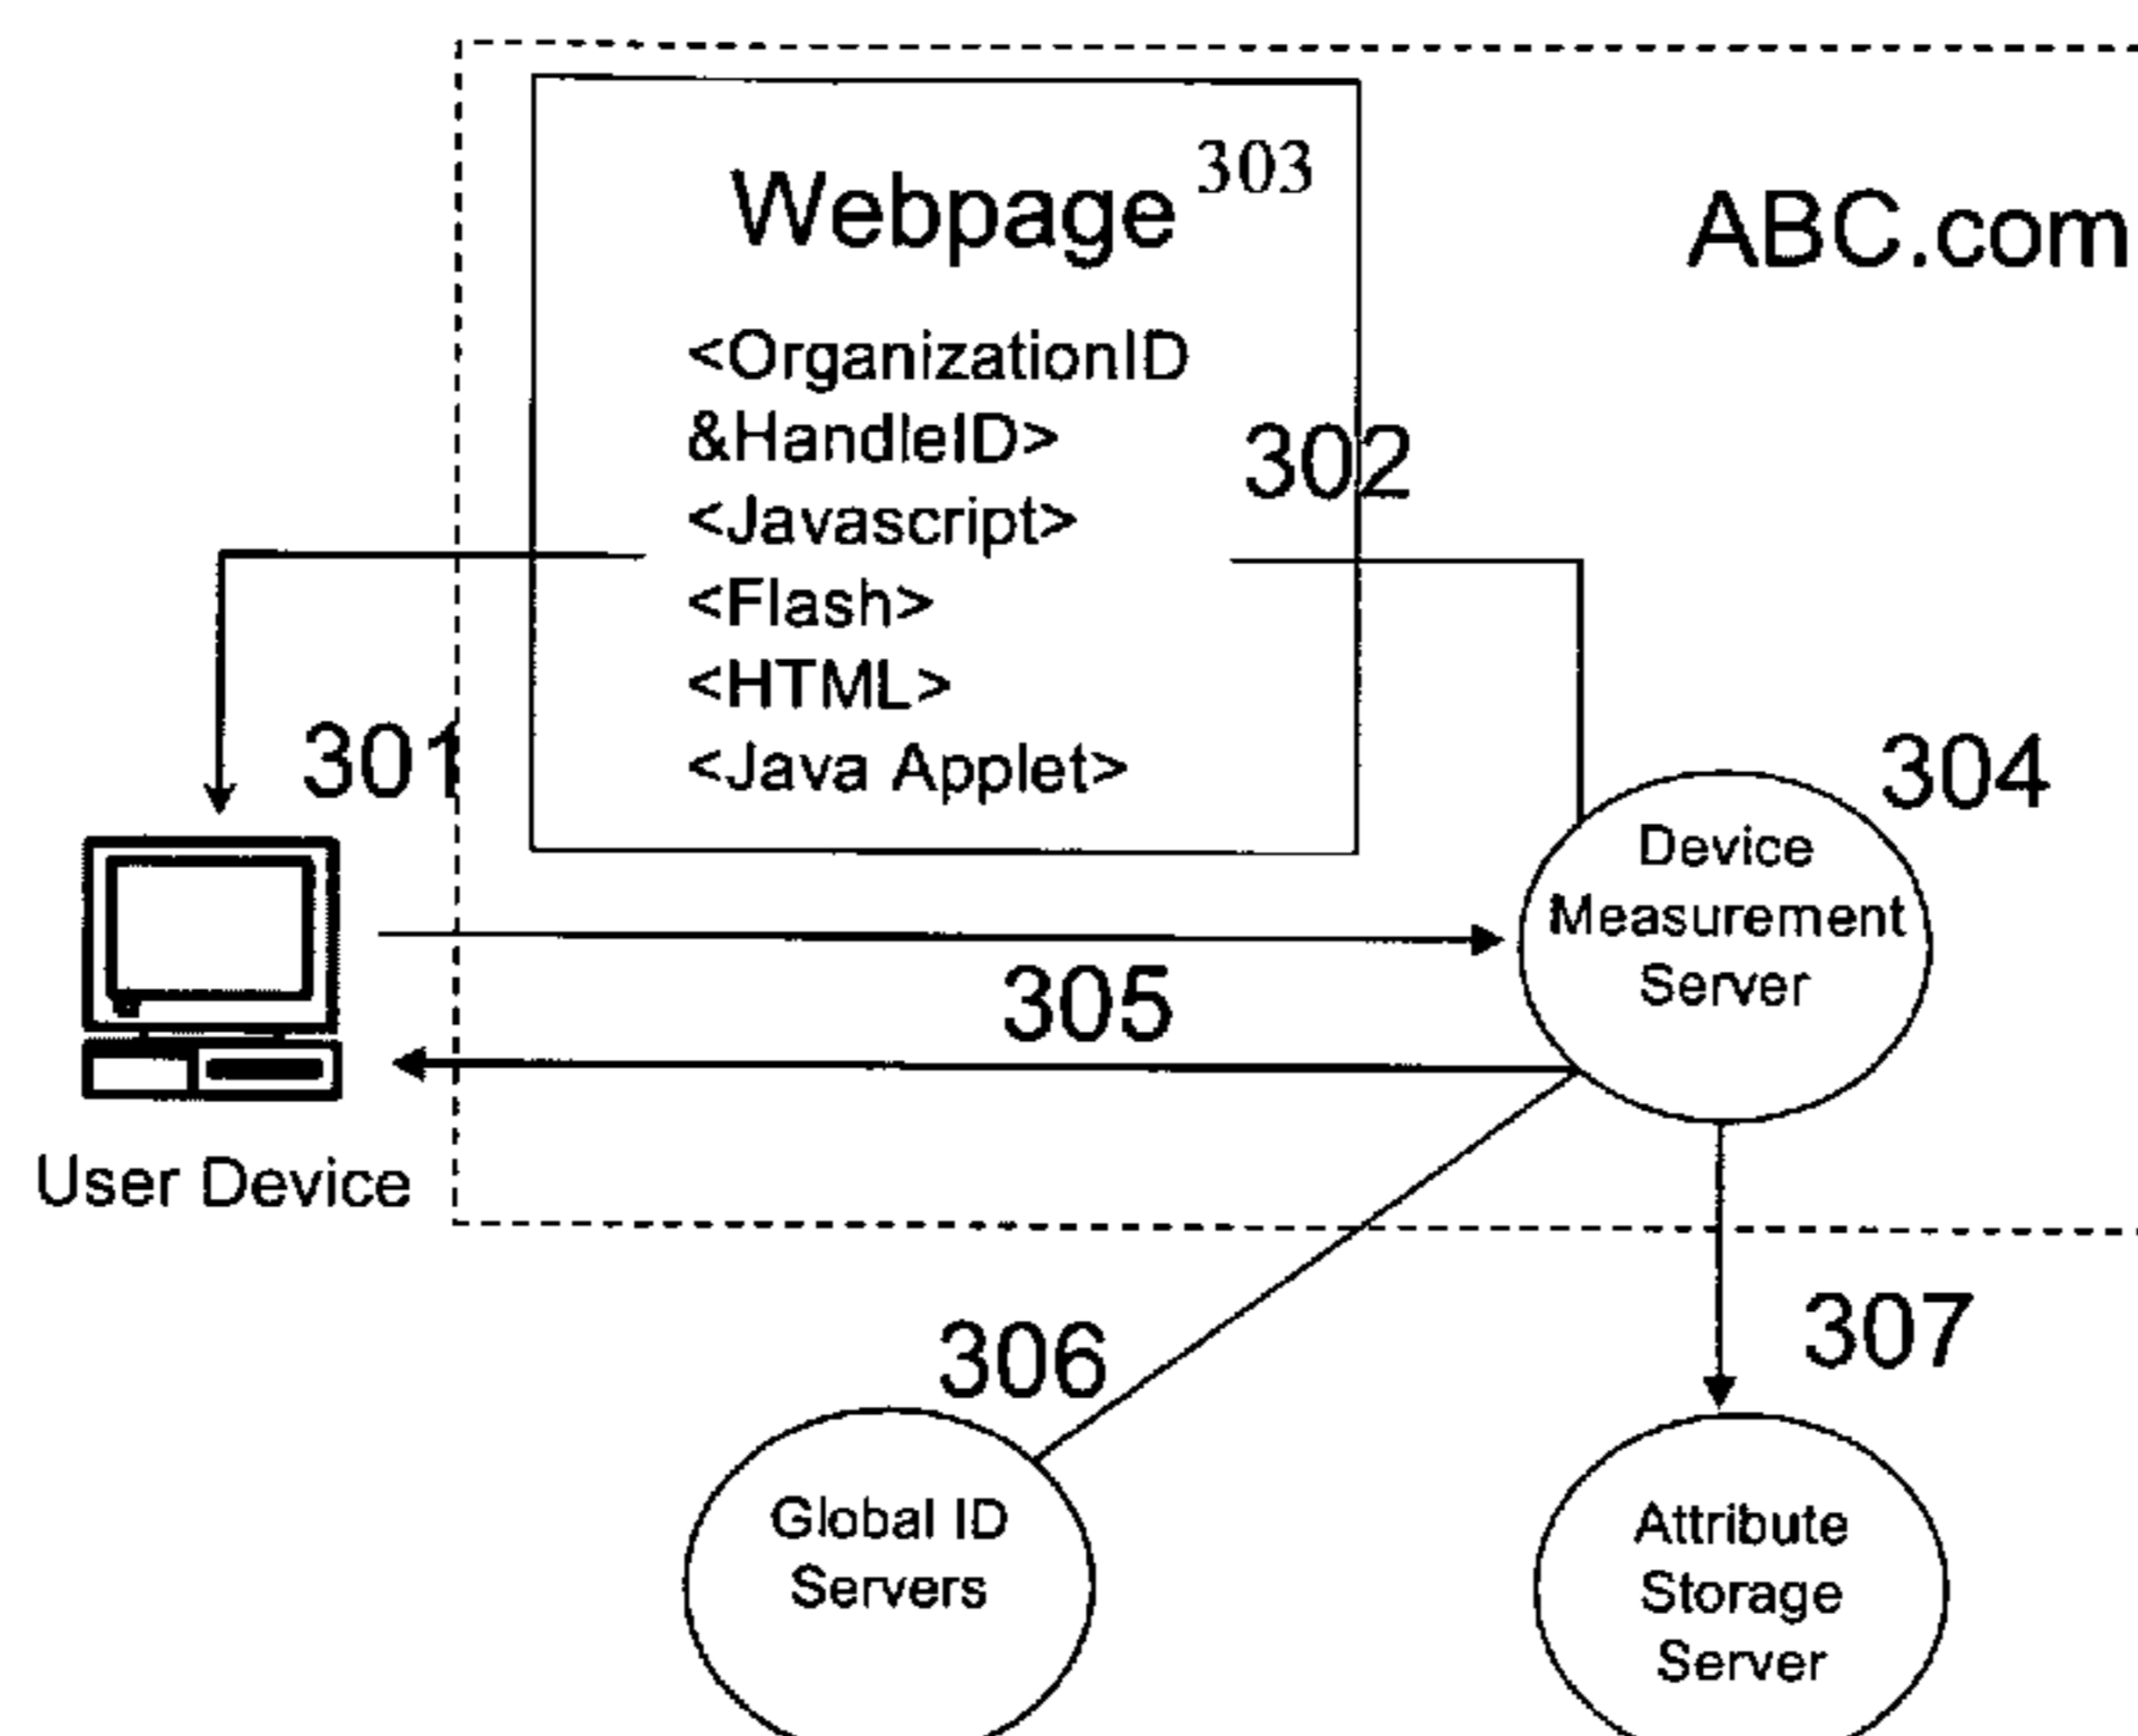 303
Webpage
ABC.com
<OrganizationID
&HandleID>
302
<Javascript>
<Flash>
<HTML>
<Java Applet>
301
304
Device
Measurement
Server
305
User Device
306
307
Global ID
Servers
Attribute
Storage
Server